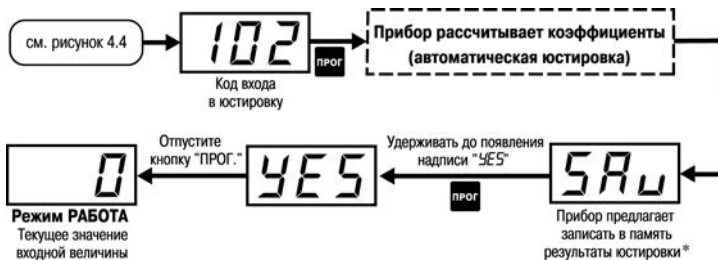 см. рисунок 4.4
102
ПРОГ
Код входа
в юстировку
Прибор рассчитывает коэффициенты
(автоматическая юстировка)
0
Режим РАБОТА
Текущее значение
входной величины
Отпустите
кнопку "ПРОГ."
YES
Удерживать до появления
надписи "YES"
ПРОГ
SAv
Прибор предлагает
записать в память
результаты юстировки*